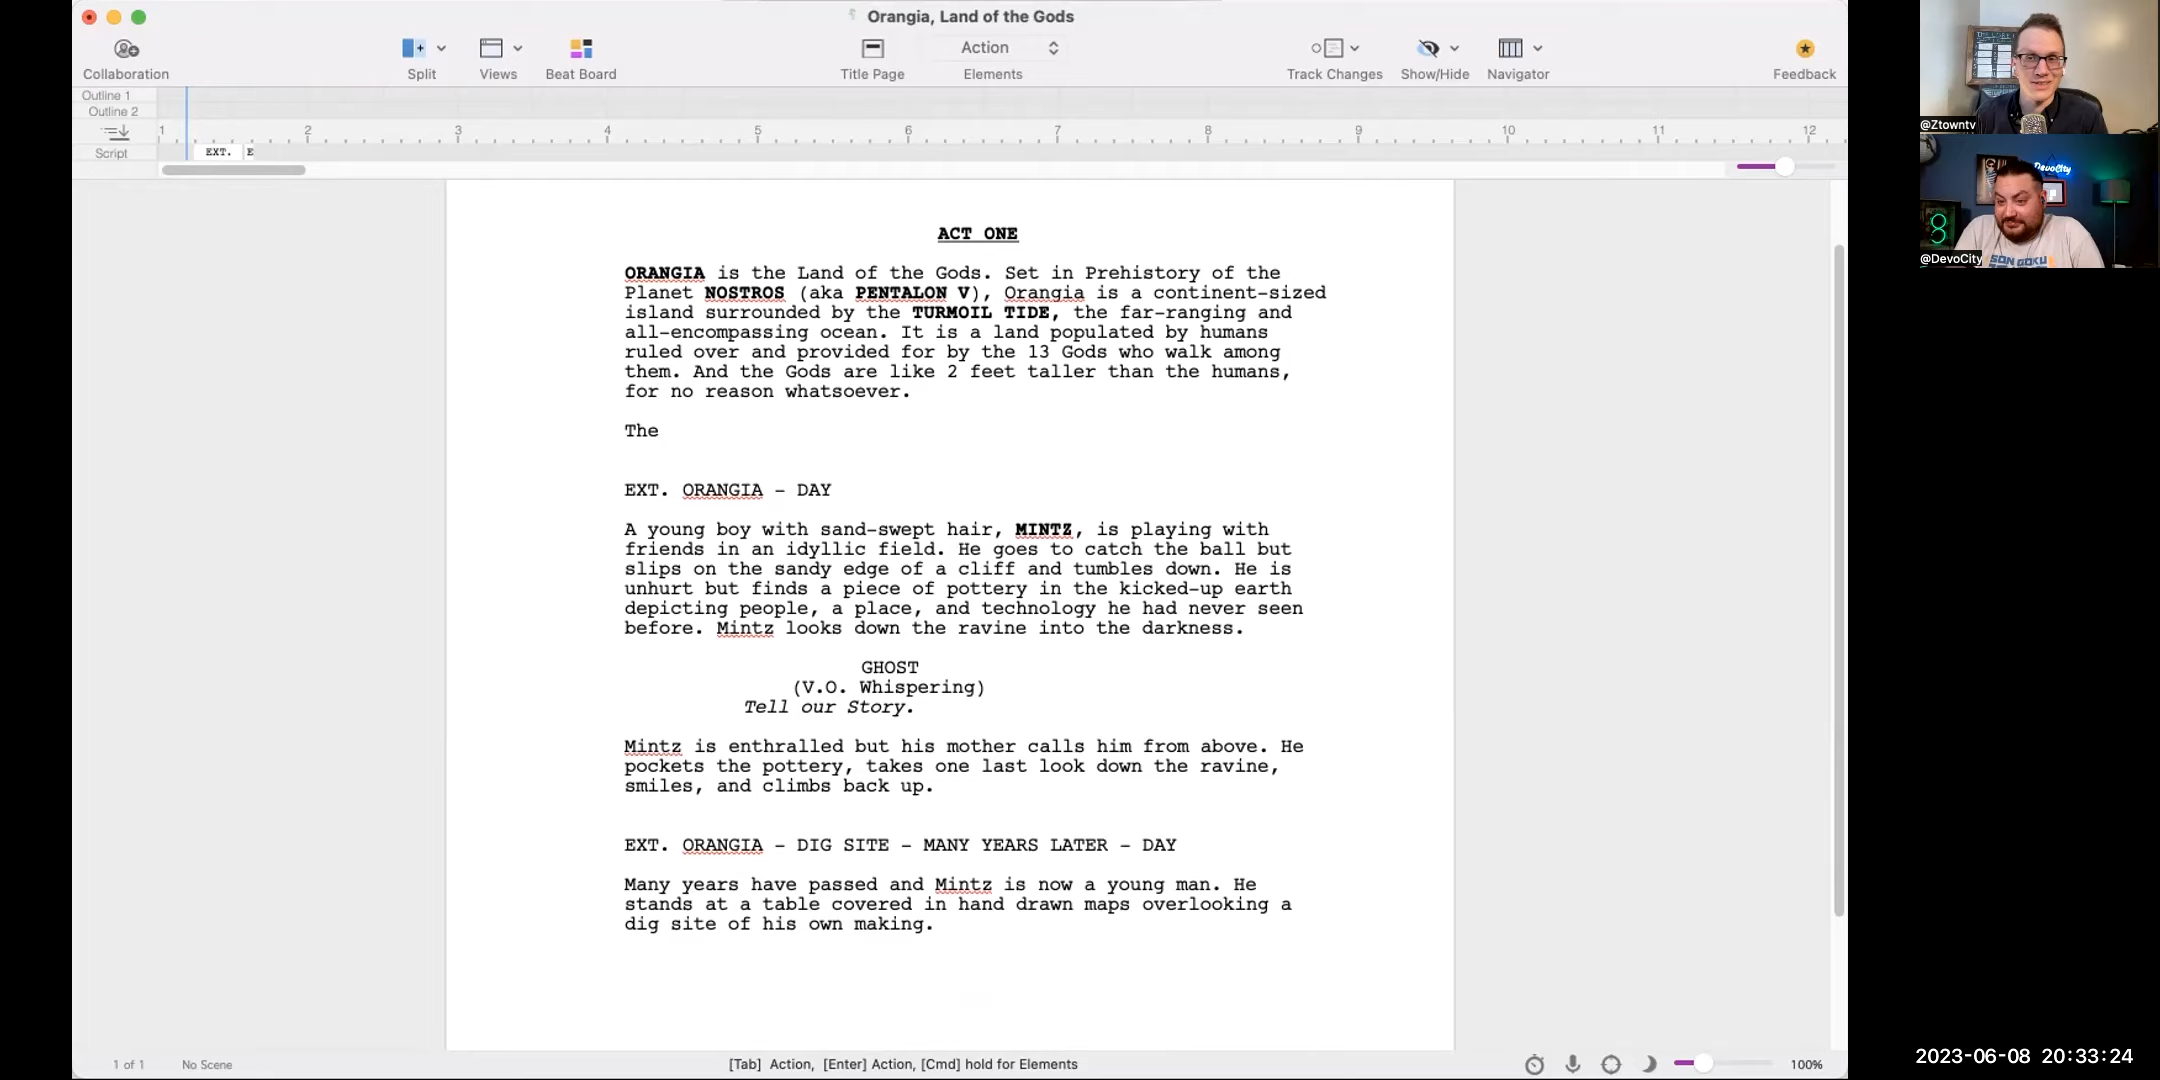 Orangia, Land of the Gods
Collaboration
Split
Views
Beat Board
Title Page
Action
Elements
Track Changes
Show/Hide
Navigator
Feedback
Outline 1
Outline 2
1 2 3 4 5 6 7 8 9 10 11 12
Script
EXT. E
ACT ONE
ORANGIA is the Land of the Gods. Set in Prehistory of the
Planet NOSTROS (aka PENTALON V), Orangia is a continent-sized
island surrounded by the TURMOIL TIDE, the far-ranging and
all-encompassing ocean. It is a land populated by humans
ruled over and provided for by the 13 Gods who walk among
them. And the Gods are like 2 feet taller than the humans,
for no reason whatsoever.
The
EXT. ORANGIA - DAY
A young boy with sand-swept hair, MINTZ, is playing with
friends in an idyllic field. He goes to catch the ball but
slips on the sandy edge of a cliff and tumbles down. He is
unhurt but finds a piece of pottery in the kicked-up earth
depicting people, a place, and technology he had never seen
before. Mintz looks down the ravine into the darkness.
GHOST
(V.O. Whispering)
Tell our Story.
Mintz is enthralled but his mother calls him from above. He
pockets the pottery, takes one last look down the ravine,
smiles, and climbs back up.
EXT. ORANGIA - DIG SITE - MANY YEARS LATER - DAY
Many years have passed and Mintz is now a young man. He
stands at a table covered in hand drawn maps overlooking a
dig site of his own making.
1 of 1
No Scene
[Tab] Action, [Enter] Action, [Cmd] hold for Elements
100%
@Ztowntv
DevoCity
@DevoCity
SON GOKU
2023-06-08 20:33:24